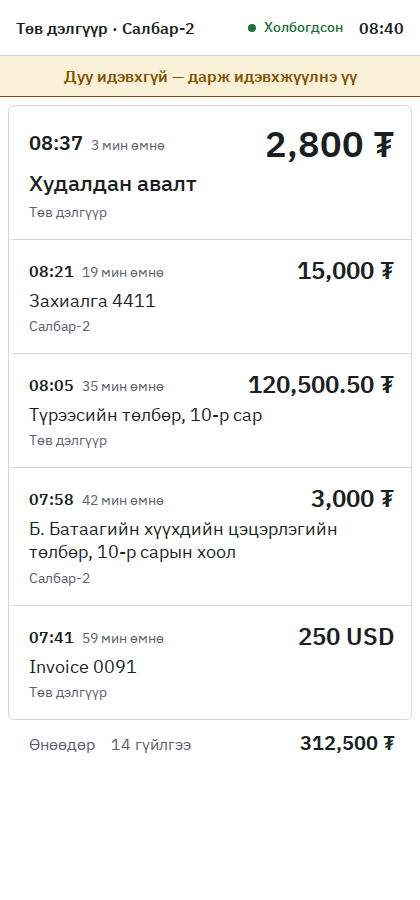 Төв дэлгүүр · Салбар-2
Холбогдсон 08:40
Дуу идэвхгүй — дарж идэвхжүүлнэ үү
08:37 3 мин өмнө 2,800 ₮
Худалдан авалт
Төв дэлгүүр
08:21 19 мин өмнө 15,000 ₮
Захиалга 4411
Салбар-2
08:05 35 мин өмнө 120,500.50 ₮
Түрээсийн төлбөр, 10-р сар
Төв дэлгүүр
07:58 42 мин өмнө 3,000 ₮
Б. Батаагийн хүүхдийн цэцэрлэгийн
төлбөр, 10-р сарын хоол
Салбар-2
07:41 59 мин өмнө 250 USD
Invoice 0091
Төв дэлгүүр
Өнөөдөр 14 гүйлгээ 312,500 ₮